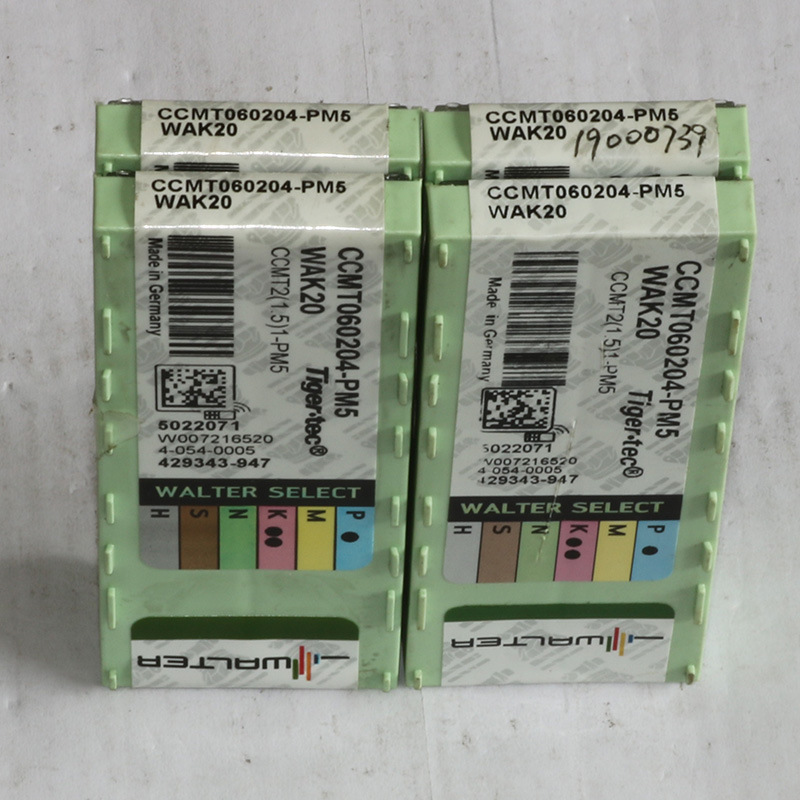 CCMT060204-PM5
WAK20
CCMT060204-PM5
WAK20 19000739
CCMT060204-PM5
WAK20
CCMT060204-PM5
WAK20
CCMT2(1.5)1-PM5
Tiger·tec®
Made in Germany
5022071
W007216520
4-054-0005
429343-947
WALTER SELECT
H S N K M P
WALTER
CCMT060204-PM5
WAK20
CCMT060204-PM5
WAK20
CCMT2(1.5)1-PM5
Tiger·tec®
Made in Germany
5022071
W007216520
4-054-0005
429343-947
WALTER SELECT
H S N K M P
WALTER